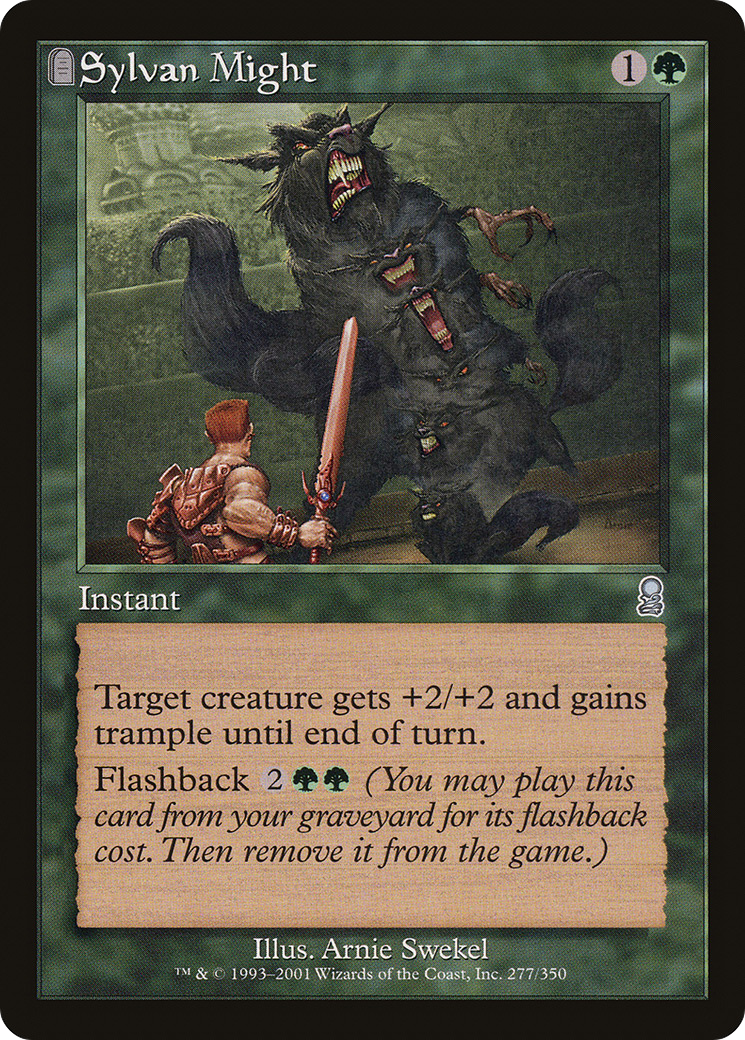 Sylvan Might 1
Instant
Target creature gets +2/+2 and gains
trample until end of turn.
Flashback 2 (You may play this
card from your graveyard for its flashback
cost. Then remove it from the game.)
Illus. Arnie Swekel
™ & © 1993–2001 Wizards of the Coast, Inc. 277/350